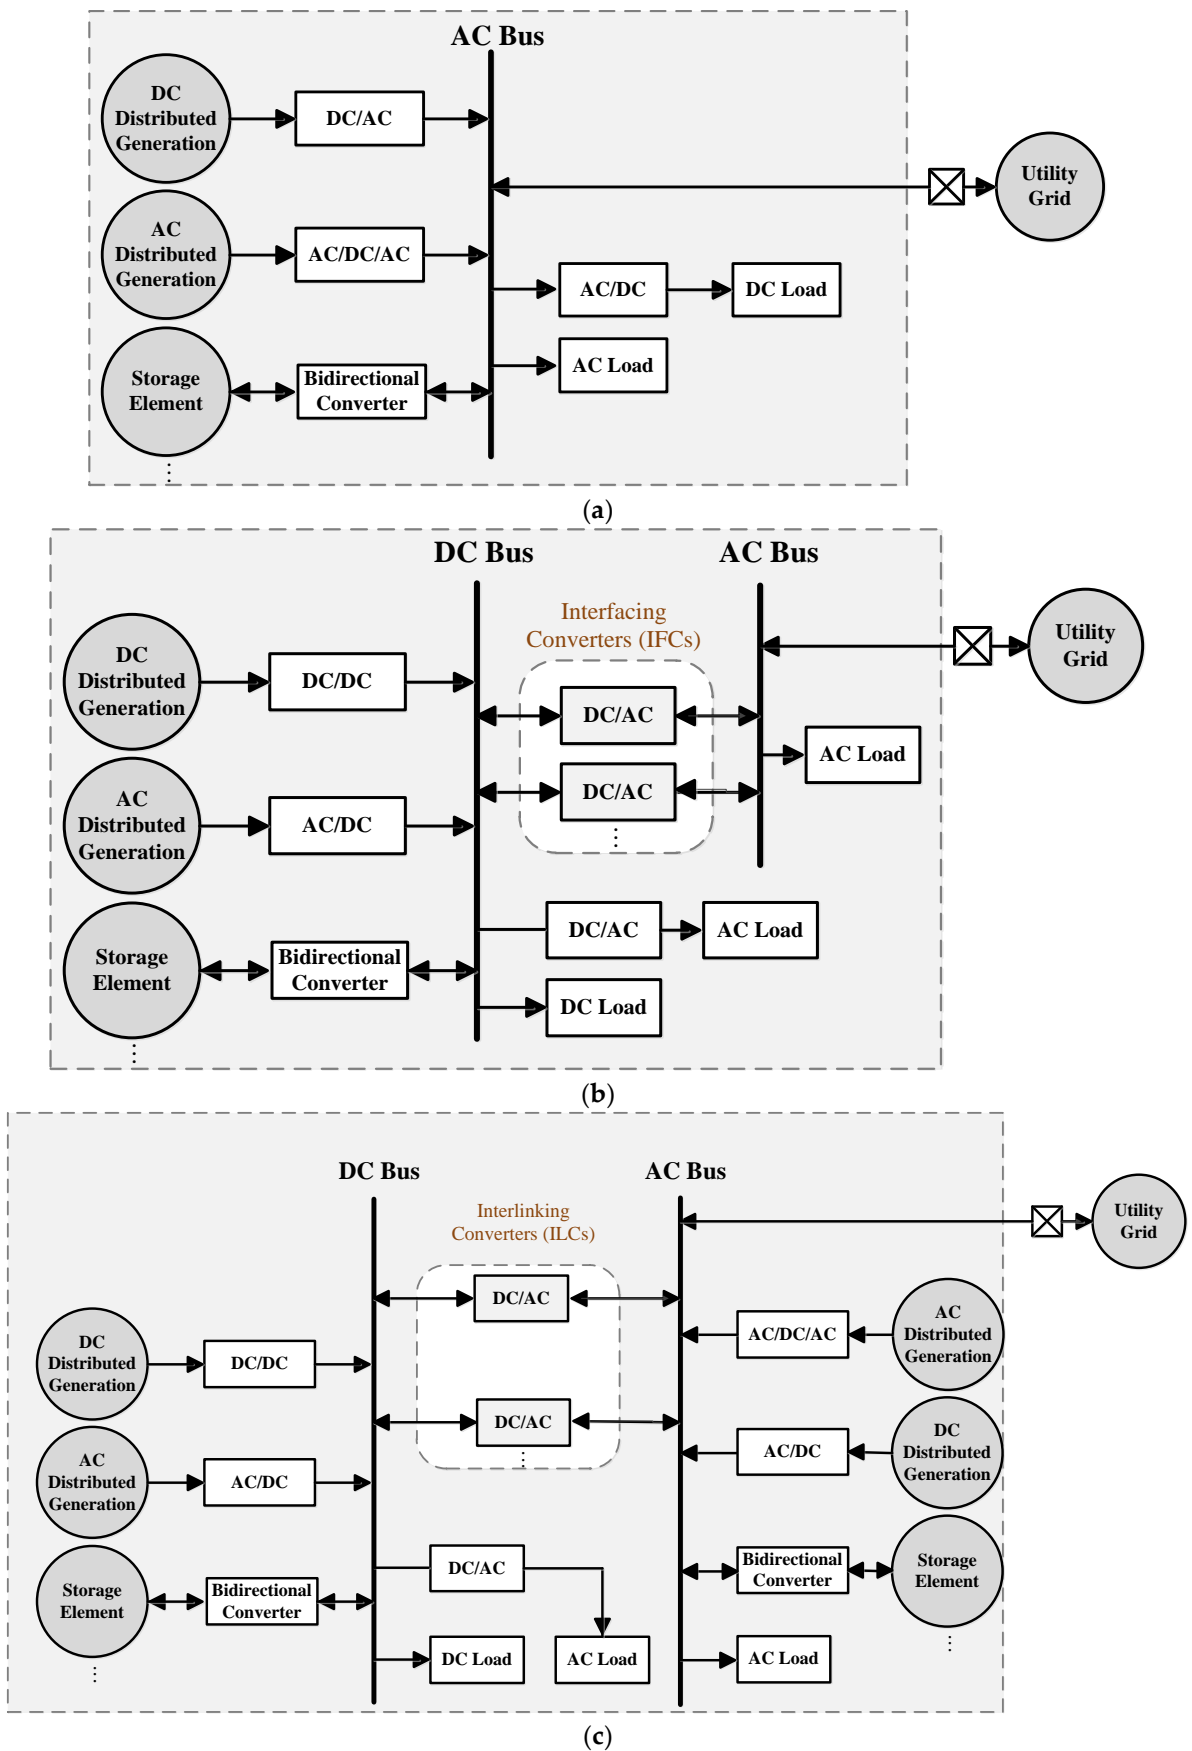 AC Bus
DC
Distributed
Generation
DC/AC
Utility
Grid
AC
Distributed
Generation
AC/DC/AC
AC/DC
DC Load
AC Load
Storage
Element
Bidirectional
Converter
(a)
DC Bus
AC Bus
Interfacing
Converters (IFCs)
Utility
Grid
DC
Distributed
Generation
DC/DC
DC/AC
AC Load
DC/AC
AC
Distributed
Generation
AC/DC
DC/AC
AC Load
Storage
Element
Bidirectional
Converter
DC Load
(b)
DC Bus
AC Bus
Interlinking
Converters (ILCs)
Utility
Grid
DC/AC
AC
Distributed
Generation
AC/DC/AC
DC
Distributed
Generation
DC/DC
DC/AC
DC
Distributed
Generation
AC/DC
AC
Distributed
Generation
AC/DC
DC/AC
Bidirectional
Converter
Storage
Element
Storage
Element
Bidirectional
Converter
DC Load
AC Load
AC Load
(c)